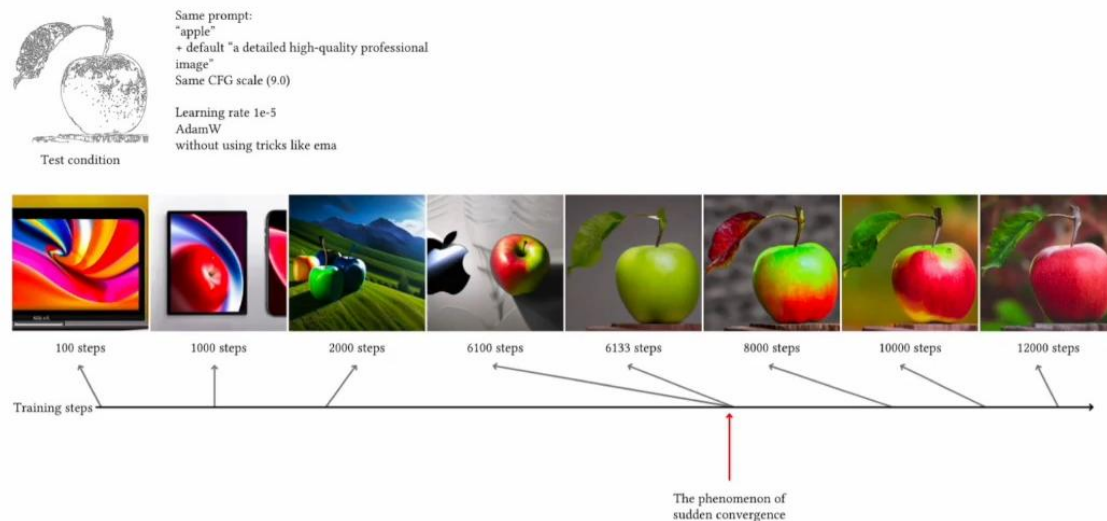 Same prompt:
"apple"
+ default "a detailed high-quality professional
image"
Same CFG scale (9.0)
Learning rate 1e-5
AdamW
without using tricks like ema
Test condition
100 steps
1000 steps
2000 steps
6100 steps
6133 steps
8000 steps
10000 steps
12000 steps
Training steps
The phenomenon of
sudden convergence